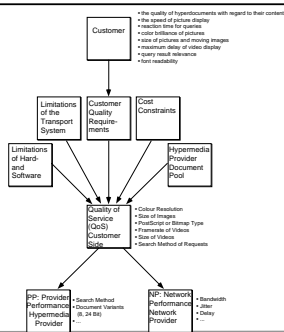 Customer
• the quality of hyperdocuments with regard to their content
• the speed of picture display
• reaction time for queries
• color brilliance of pictures
• size of pictures and moving images
• maximum delay of video display
• query result relevance
• font readability
Limitations
of the
Transport
System
Customer
Quality
Require-
ments
Cost
Constraints
Limitations
of Hard-
and
Software
Hypermedia
Provider
Document
Pool
Quality of
Service
(QoS)
Customer
Side
• Colour Resolution
• Size of Images
• PostScript or Bitmap Type
• Framerate of Videos
• Size of Videos
• Search Method of Requests
PP: Provider
Performance
Hypermedia
Provider
• Search Method
• Document Variants
(8, 24 Bit)
• ...
NP: Network
Performance
Network
Provider
• Bandwidth
• Jitter
• Delay
• ...